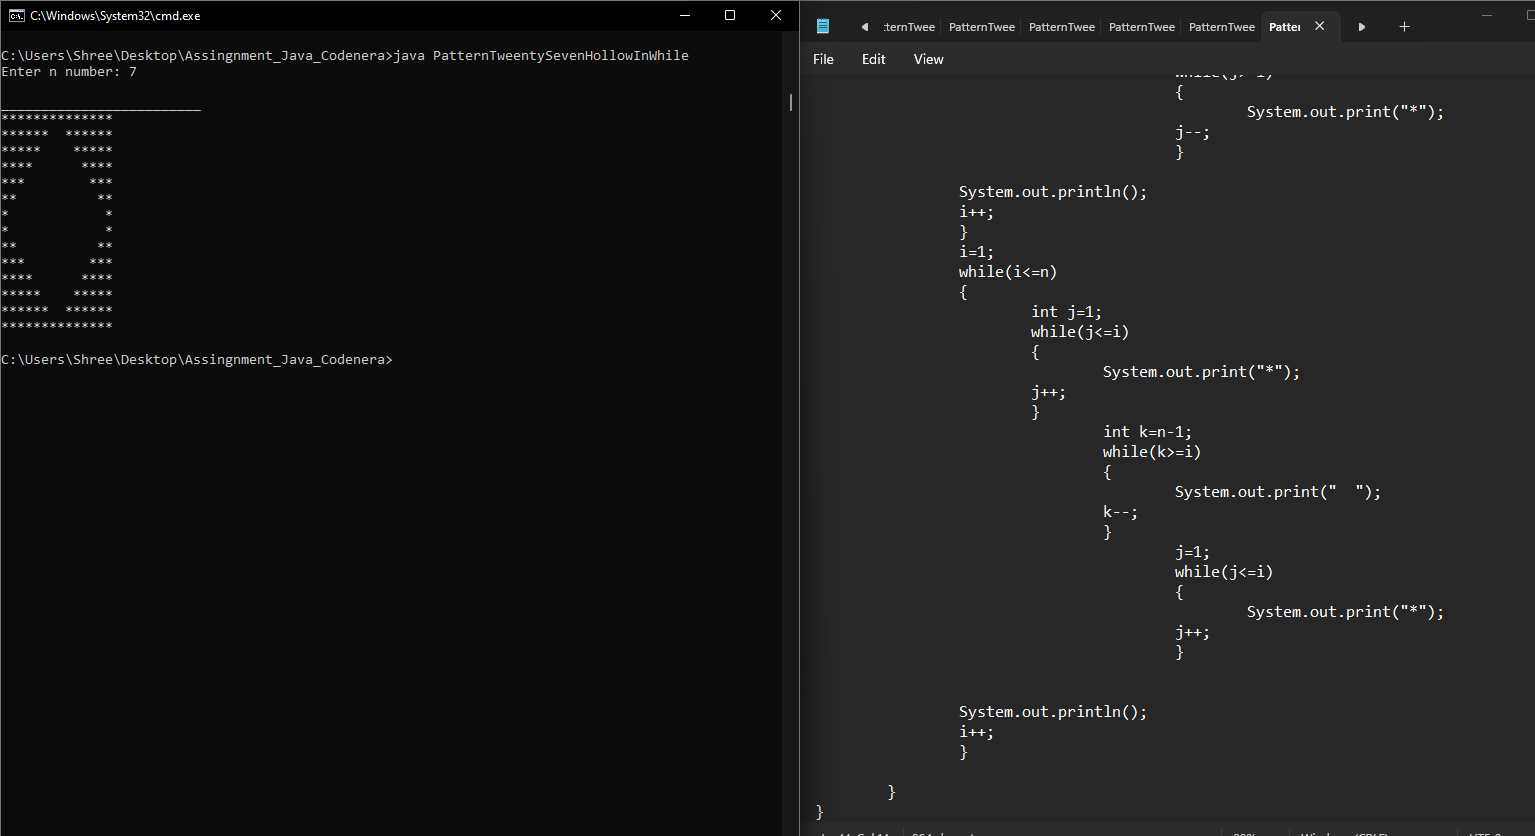 C:\Windows\System32\cmd.exe
C:\Users\Shree\Desktop\Assingnment_Java_Codenera>java PatternTweentySevenHollowInWhile
Enter n number: 7
_________________________
**************
******  ******
*****    *****
****      ****
***        ***
**          **
*            *
*            *
**          **
***        ***
****      ****
*****    *****
******  ******
**************
C:\Users\Shree\Desktop\Assingnment_Java_Codenera>
:ternTwee PatternTwee PatternTwee PatternTwee PatternTwee Patter
File Edit View
{
System.out.print("*");
j--;
}
System.out.println();
i++;
}
i=1;
while(i<=n)
{
int j=1;
while(j<=i)
{
System.out.print("*");
j++;
}
int k=n-1;
while(k>=i)
{
System.out.print("  ");
k--;
}
j=1;
while(j<=i)
{
System.out.print("*");
j++;
}
System.out.println();
i++;
}
}
}